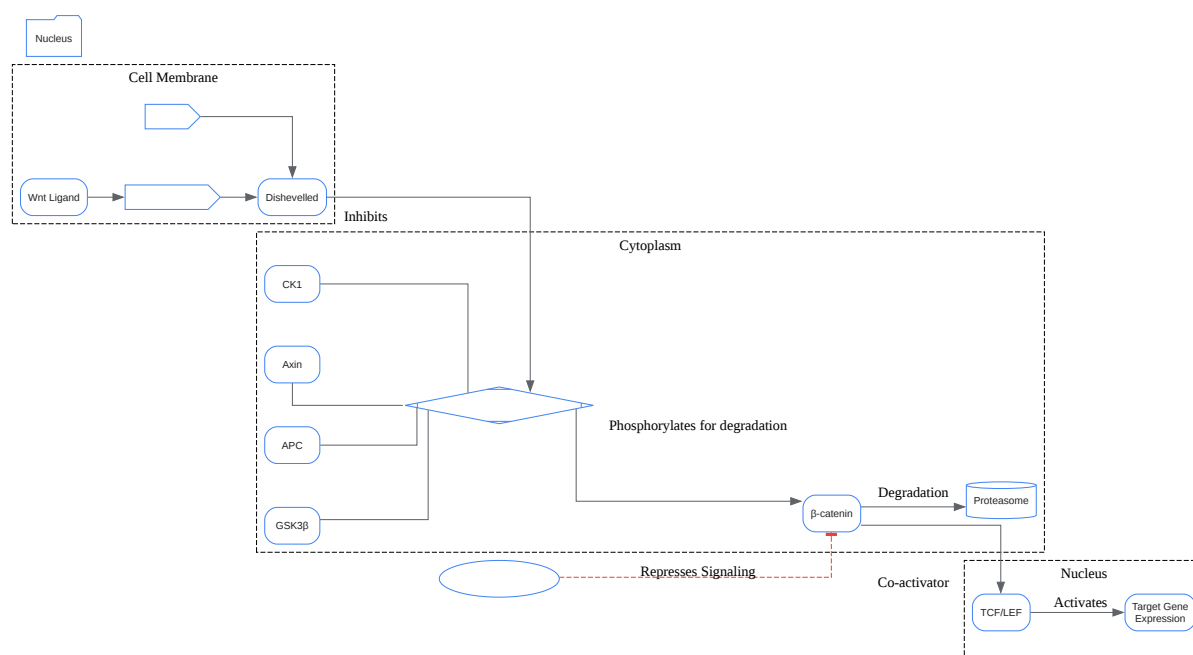 Nucleus
Cell Membrane
Wnt Ligand
Dishevelled
Inhibits
Cytoplasm
CK1
Axin
APC
Phosphorylates for degradation
GSK3β
Degradation
Proteasome
β-catenin
Represses Signaling
Co-activator
Nucleus
TCF/LEF
Activates
Target Gene
Expression